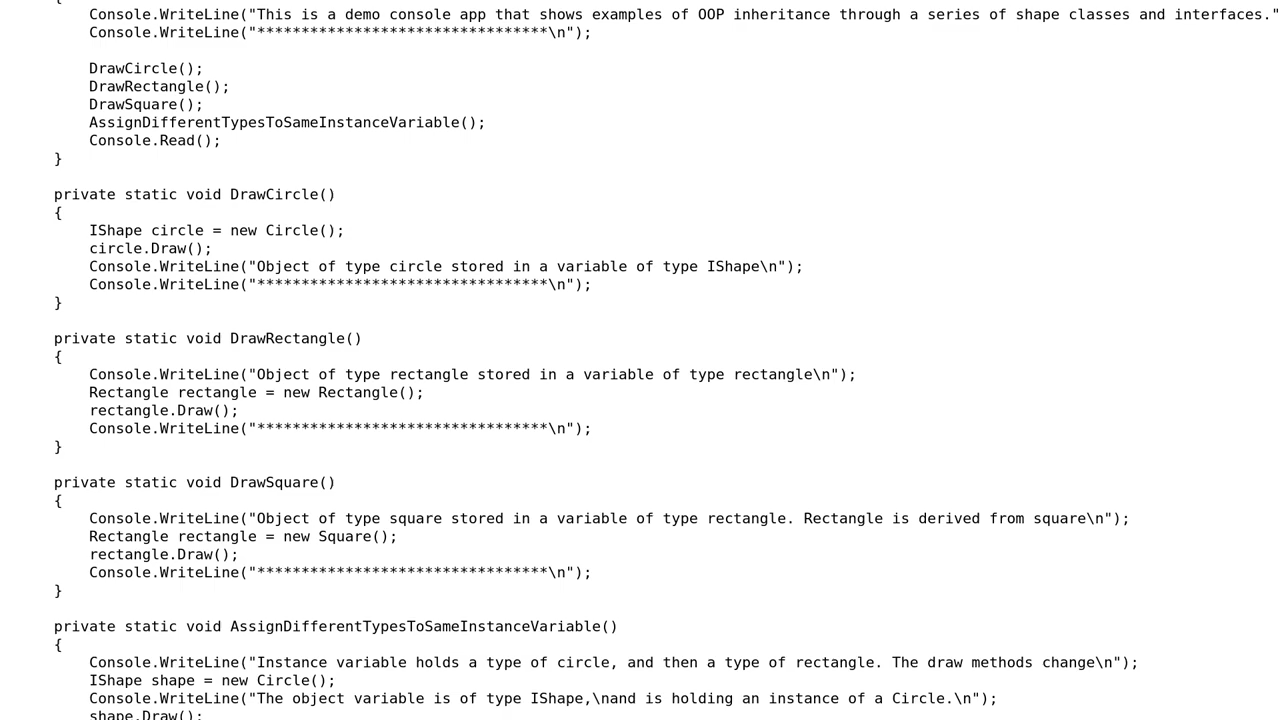 {
Console.WriteLine("This is a demo console app that shows examples of OOP inheritance through a series of shape classes and interfaces."
Console.WriteLine("*********************************\n");
DrawCircle();
DrawRectangle();
DrawSquare();
AssignDifferentTypesToSameInstanceVariable();
Console.Read();
}
private static void DrawCircle()
{
IShape circle = new Circle();
circle.Draw();
Console.WriteLine("Object of type circle stored in a variable of type IShape\n");
Console.WriteLine("*********************************\n");
}
private static void DrawRectangle()
{
Console.WriteLine("Object of type rectangle stored in a variable of type rectangle\n");
Rectangle rectangle = new Rectangle();
rectangle.Draw();
Console.WriteLine("*********************************\n");
}
private static void DrawSquare()
{
Console.WriteLine("Object of type square stored in a variable of type rectangle. Rectangle is derived from square\n");
Rectangle rectangle = new Square();
rectangle.Draw();
Console.WriteLine("*********************************\n");
}
private static void AssignDifferentTypesToSameInstanceVariable()
{
Console.WriteLine("Instance variable holds a type of circle, and then a type of rectangle. The draw methods change\n");
IShape shape = new Circle();
Console.WriteLine("The object variable is of type IShape,\nand is holding an instance of a Circle.\n");
shape.Draw();